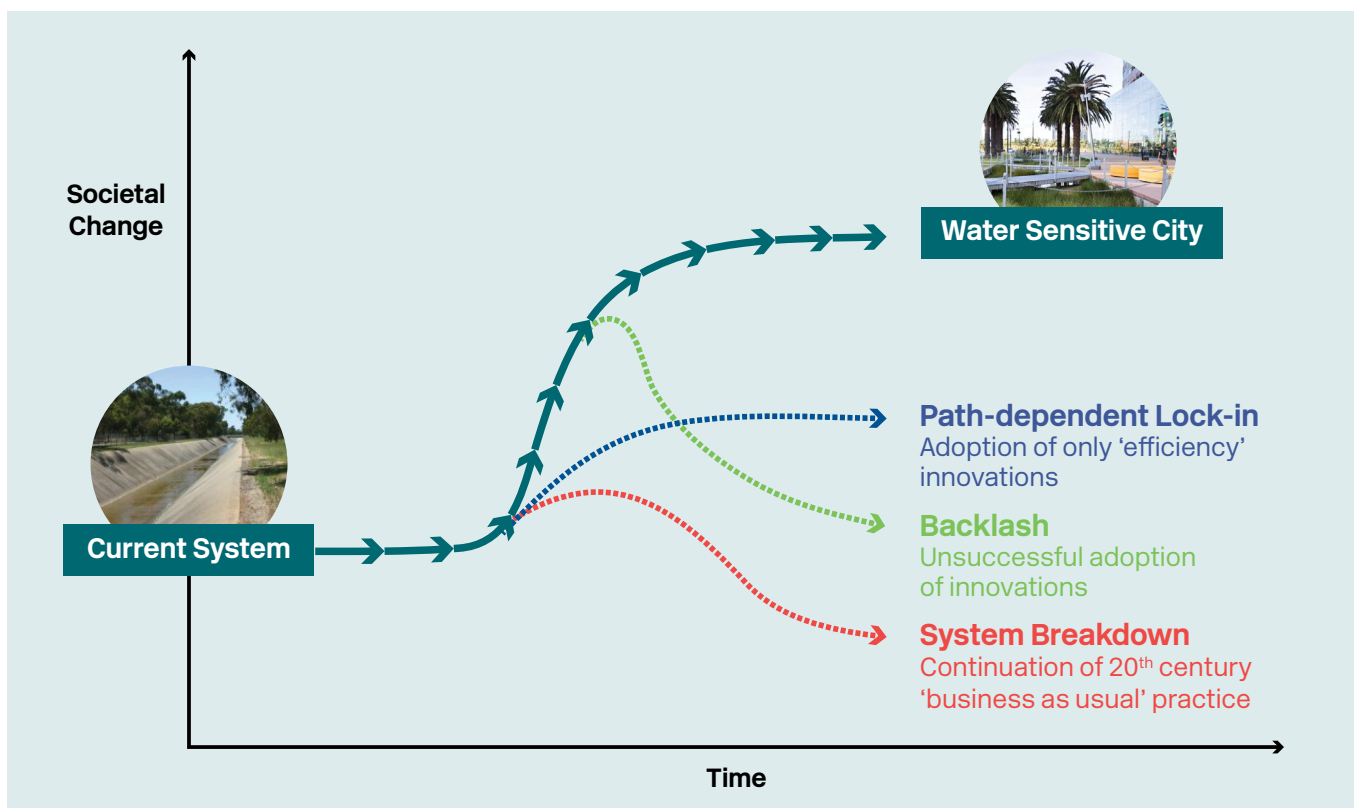 Societal
Change
Water Sensitive City
Current System
Path-dependent Lock-in
Adoption of only ‘efficiency’
innovations
Backlash
Unsuccessful adoption
of innovations
System Breakdown
Continuation of 20th century
‘business as usual’ practice
Time